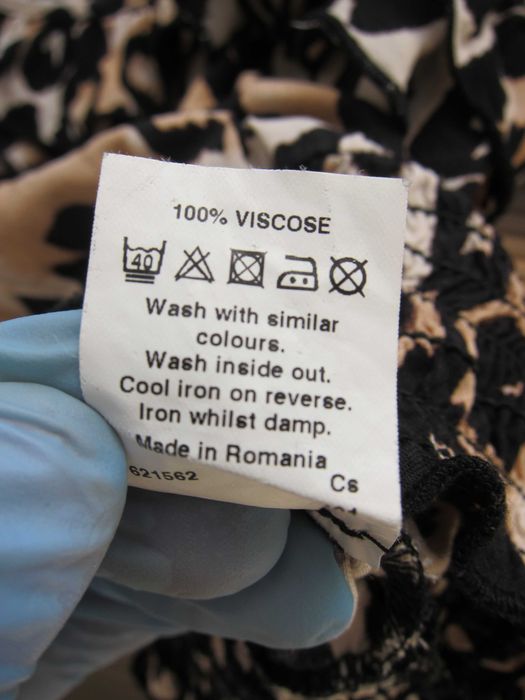 100% VISCOSE
40
Wash with similar
colours.
Wash inside out.
Cool iron on reverse.
Iron whilst damp.
Made in Romania
621562
Cs